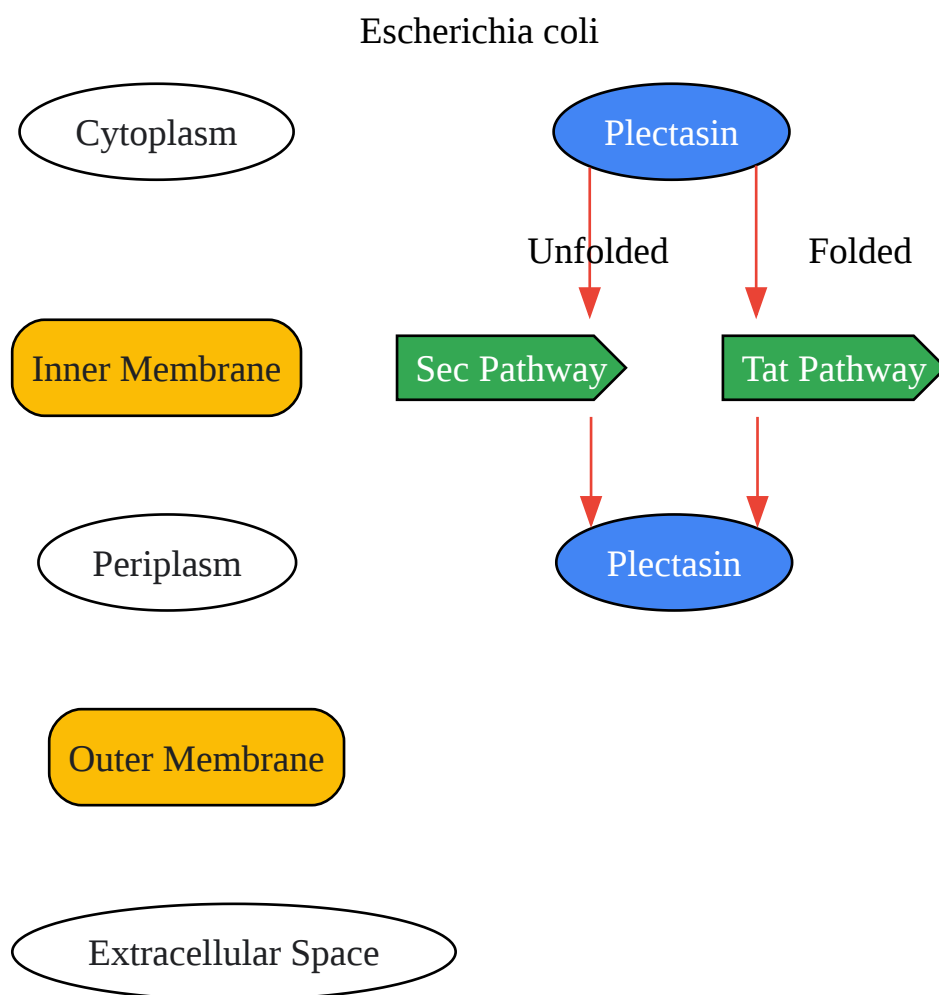 Escherichia coli
Cytoplasm
Plectasin
Unfolded
Folded
Inner Membrane
Sec Pathway
Tat Pathway
Periplasm
Plectasin
Outer Membrane
Extracellular Space